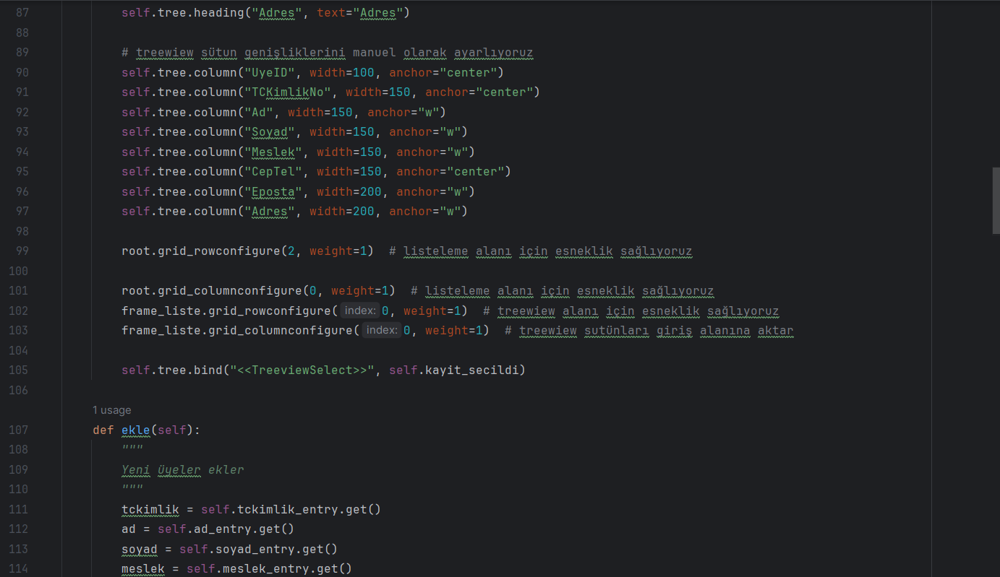 87 self.tree.heading("Adres", text="Adres")
88
89 # treewiew sütun genişliklerini manuel olarak ayarlıyoruz
90 self.tree.column("UyeID", width=100, anchor="center")
91 self.tree.column("TCKimlikNo", width=150, anchor="center")
92 self.tree.column("Ad", width=150, anchor="w")
93 self.tree.column("Soyad", width=150, anchor="w")
94 self.tree.column("Meslek", width=150, anchor="w")
95 self.tree.column("CepTel", width=150, anchor="center")
96 self.tree.column("Eposta", width=200, anchor="w")
97 self.tree.column("Adres", width=200, anchor="w")
98
99 root.grid_rowconfigure(2, weight=1)  # listeleme alanı için esneklik sağlıyoruz
100
101 root.grid_columnconfigure(0, weight=1)  # listeleme alanı için esneklik sağlıyoruz
102 frame_liste.grid_rowconfigure( index: 0, weight=1)  # treewiew alanı için esneklik sağlıyoruz
103 frame_liste.grid_columnconfigure( index: 0, weight=1)  # treewiew sutünları giriş alanına aktar
104
105 self.tree.bind("<<TreeviewSelect>>", self.kayit_secildi)
106
1 usage
107 def ekle(self):
108 """
109 Yeni üyeler ekler
110 """
111 tckimlik = self.tckimlik_entry.get()
112 ad = self.ad_entry.get()
113 soyad = self.soyad_entry.get()
114 meslek = self.meslek_entry.get()